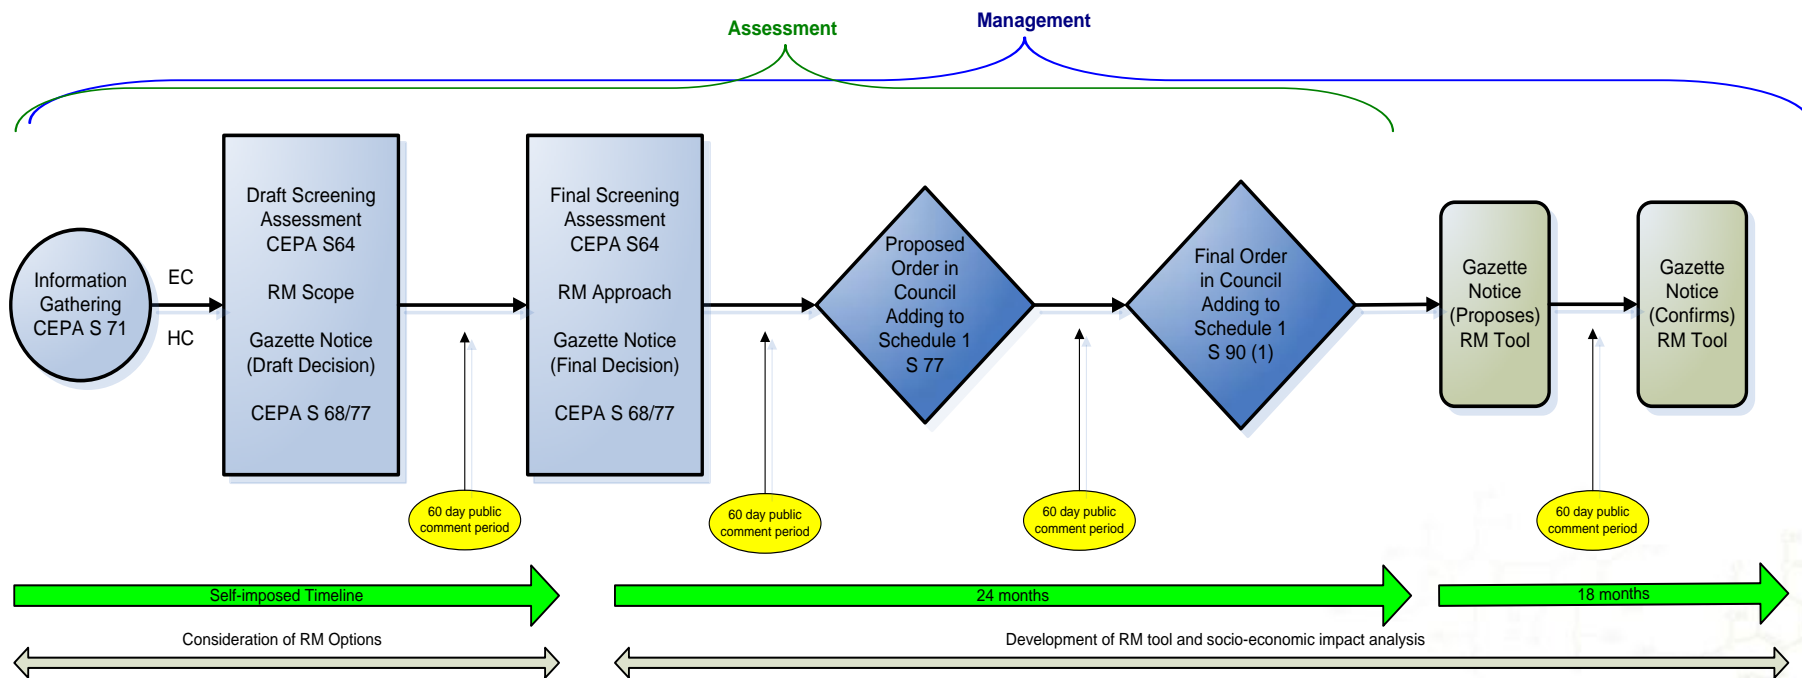 Assessment
Management
Information
Gathering
CEPA S 71
EC
HC
Draft Screening
Assessment
CEPA S64
RM Scope
Gazette Notice
(Draft Decision)
CEPA S 68/77
Final Screening
Assessment
CEPA S64
RM Approach
Gazette Notice
(Final Decision)
CEPA S 68/77
Proposed
Order in
Council
Adding to
Schedule 1
S 77
Final Order
in Council
Adding to
Schedule 1
S 90 (1)
Gazette
Notice
(Proposes)
RM Tool
Gazette
Notice
(Confirms)
RM Tool
60 day public
comment period
60 day public
comment period
60 day public
comment period
60 day public
comment period
Self-imposed Timeline
24 months
18 months
Consideration of RM Options
Development of RM tool and socio-economic impact analysis